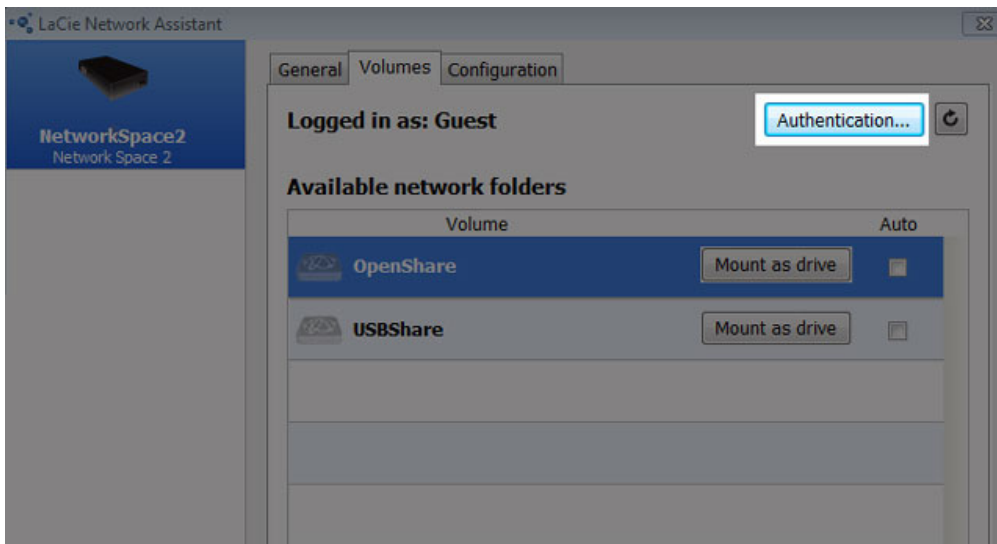 LaCie Network Assistant
NetworkSpace2
Network Space 2
General Volumes Configuration
Logged in as: Guest
Authentication...
Available network folders
Volume Auto
OpenShare Mount as drive
USBShare Mount as drive